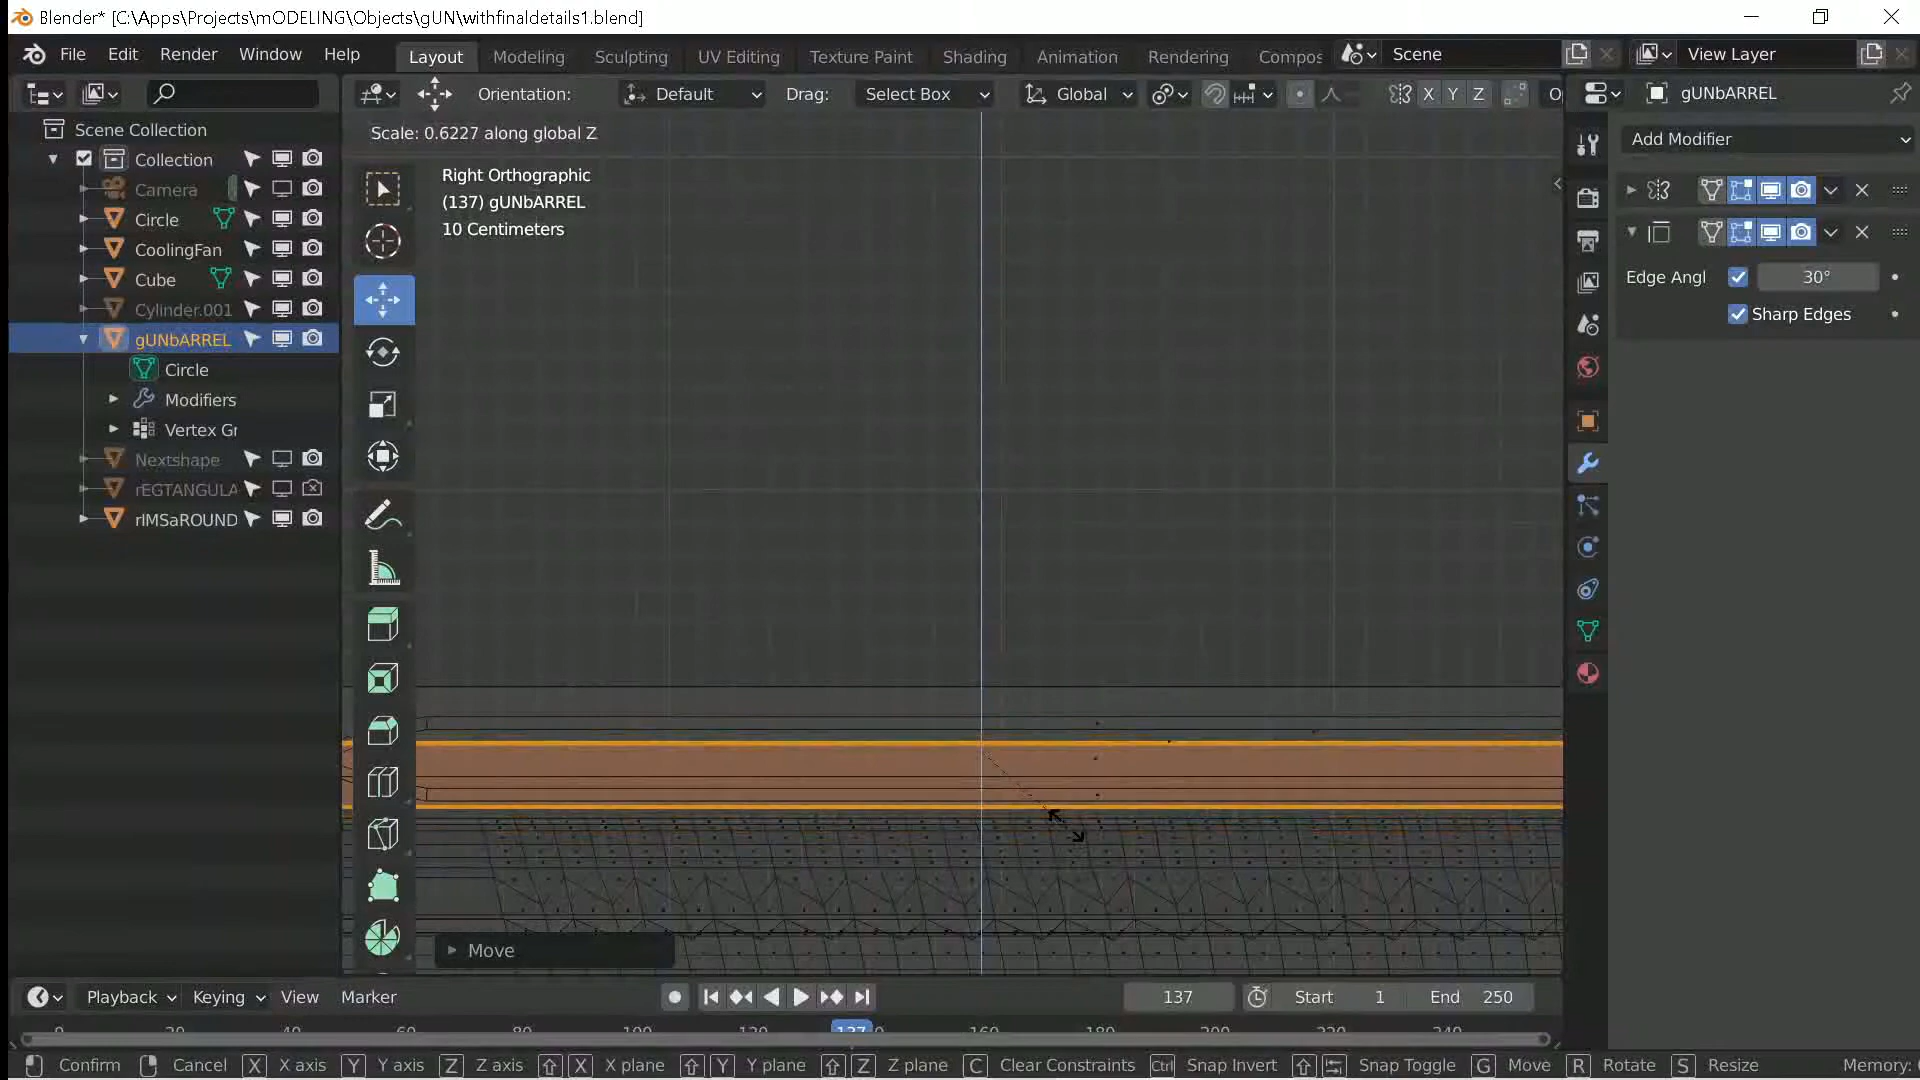 Blender* [C:\Apps\Projects\mODELING\Objects\gUN\withfinaldetails1.blend]
File Edit Render Window Help Layout Modeling Sculpting UV Editing Texture Paint Shading Animation Rendering Compos Scene View Layer
Orientation: Default Drag: Select Box Global X Y Z O gUNbARREL
Scene Collection Scale: 0.6227 along global Z Add Modifier
Collection
Camera Right Orthographic
Circle (137) gUNbARREL
CoolingFan 10 Centimeters
Cube Edge Angl 30°
Cylinder.001 Sharp Edges
gUNbARREL
Circle
Modifiers
Vertex Gr
Nextshape
rEGTANGULA
rIMSaROUND
Move
Playback Keying View Marker 137 Start 1 End 250
Confirm Cancel X X axis Y Y axis Z Z axis X X plane Y Y plane Z Z plane C Clear Constraints Ctrl Snap Invert Snap Toggle G Move R Rotate S Resize Memory: